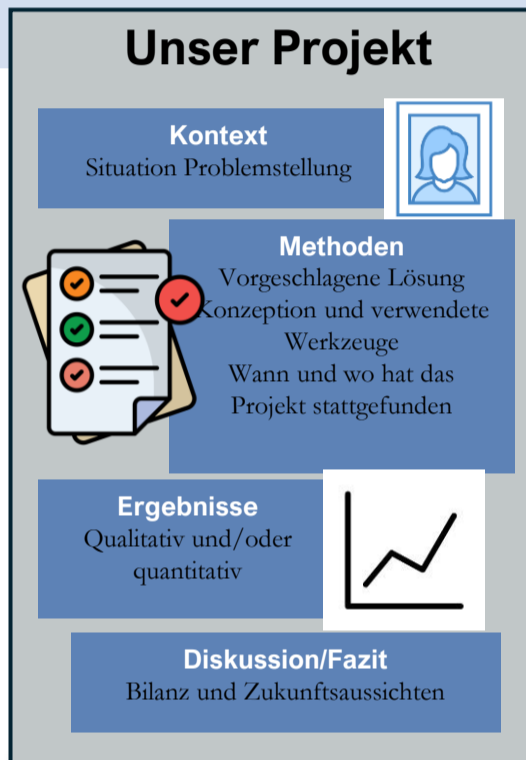 Unser Projekt
Kontext
Situation Problemstellung
Methoden
Vorgeschlagene Lösung
Konzeption und verwendete
Werkzeuge
Wann und wo hat das
Projekt stattgefunden
Ergebnisse
Qualitativ und/oder
quantitativ
Diskussion/Fazit
Bilanz und Zukunftsaussichten